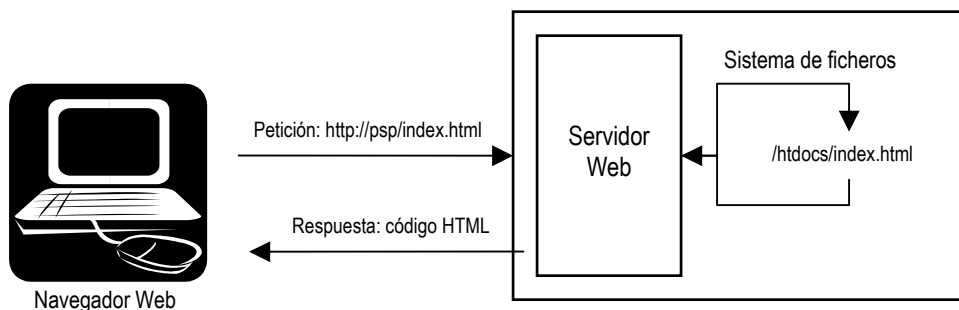 Sistema de ficheros
Petición: http://psp/index.html
Servidor
Web
/htdocs/index.html
Respuesta: código HTML
Navegador Web